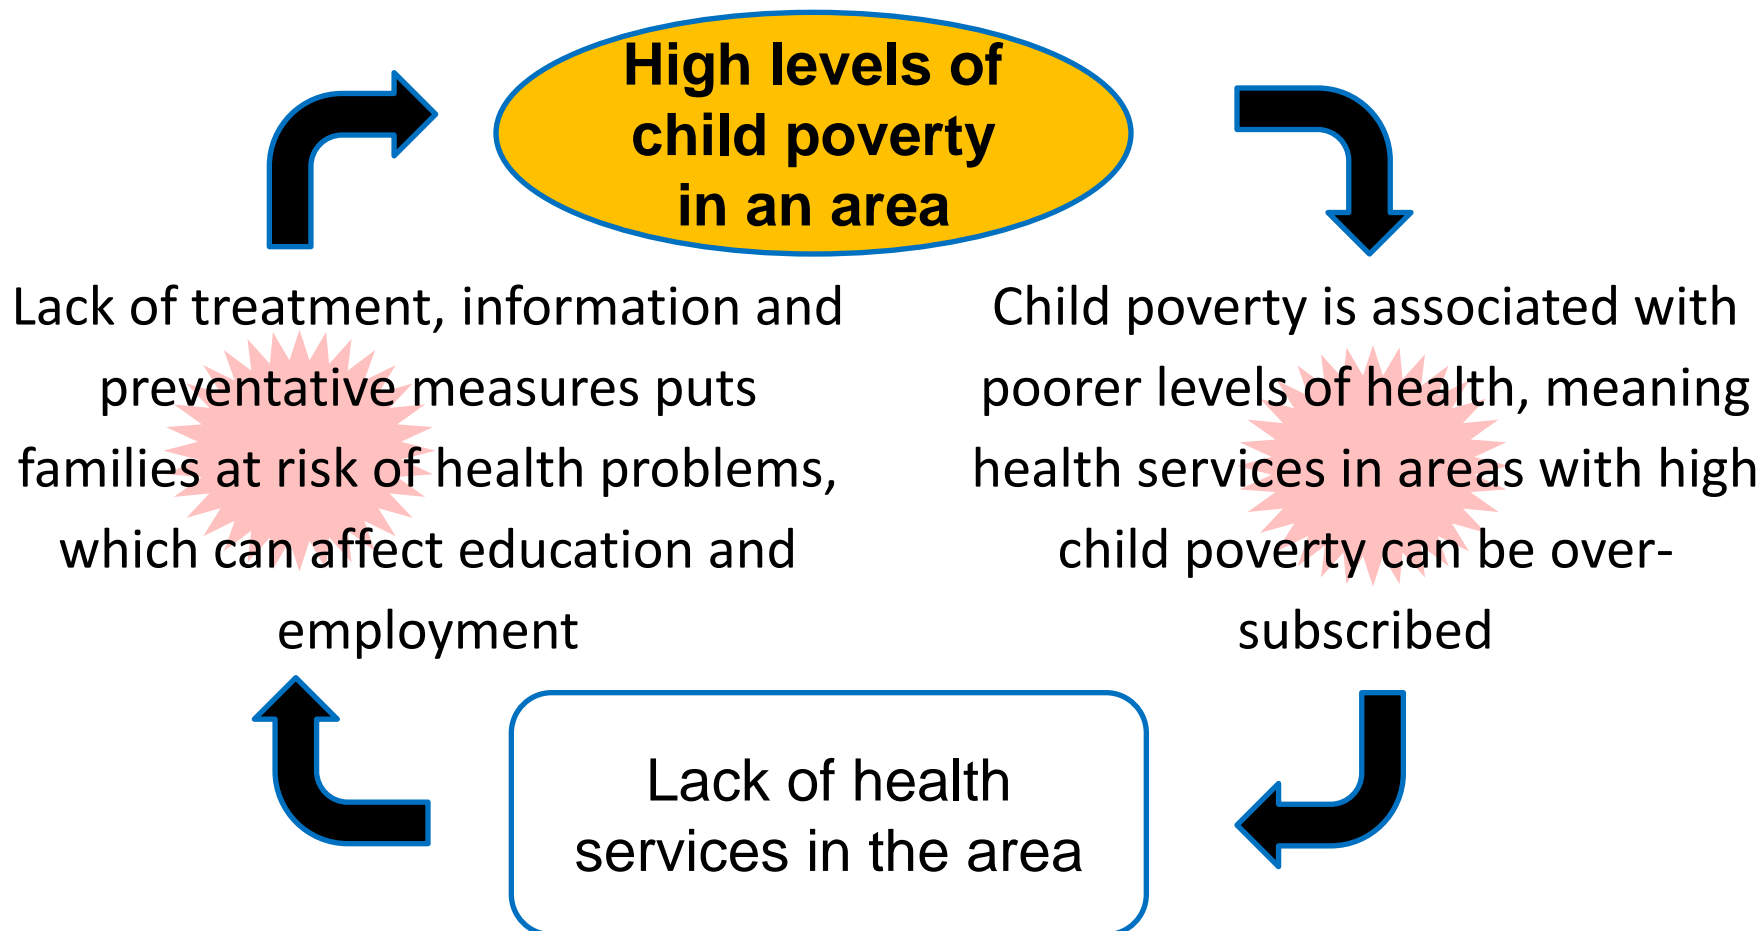 High levels of
child poverty
in an area
Child poverty is associated with
poorer levels of health, meaning
health services in areas with high
child poverty can be over-
subscribed
Lack of health
services in the area
Lack of treatment, information and
preventative measures puts
families at risk of health problems,
which can affect education and
employment